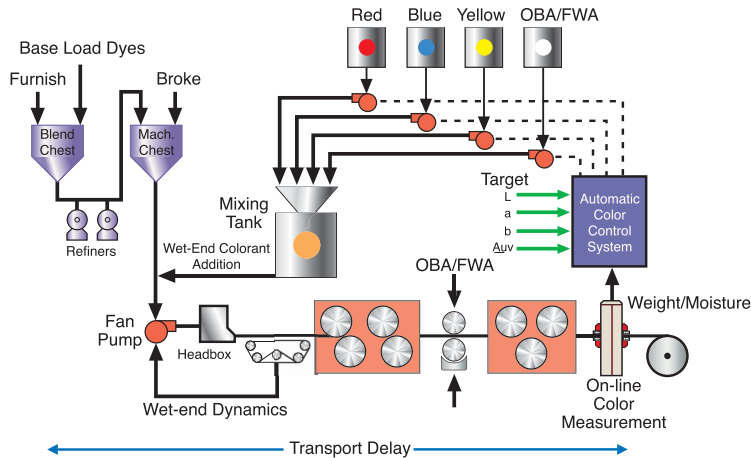 Red
Blue
Yellow
OBA/FWA
Base Load Dyes
Furnish
Broke
Blend
Chest
Mach.
Chest
Refiners
Mixing
Tank
Target
L
a
b
Auv
Automatic
Color
Control
System
Wet-End Colorant
Addition
OBA/FWA
Weight/Moisture
Fan
Pump
Headbox
On-line
Color
Measurement
Wet-end Dynamics
Transport Delay